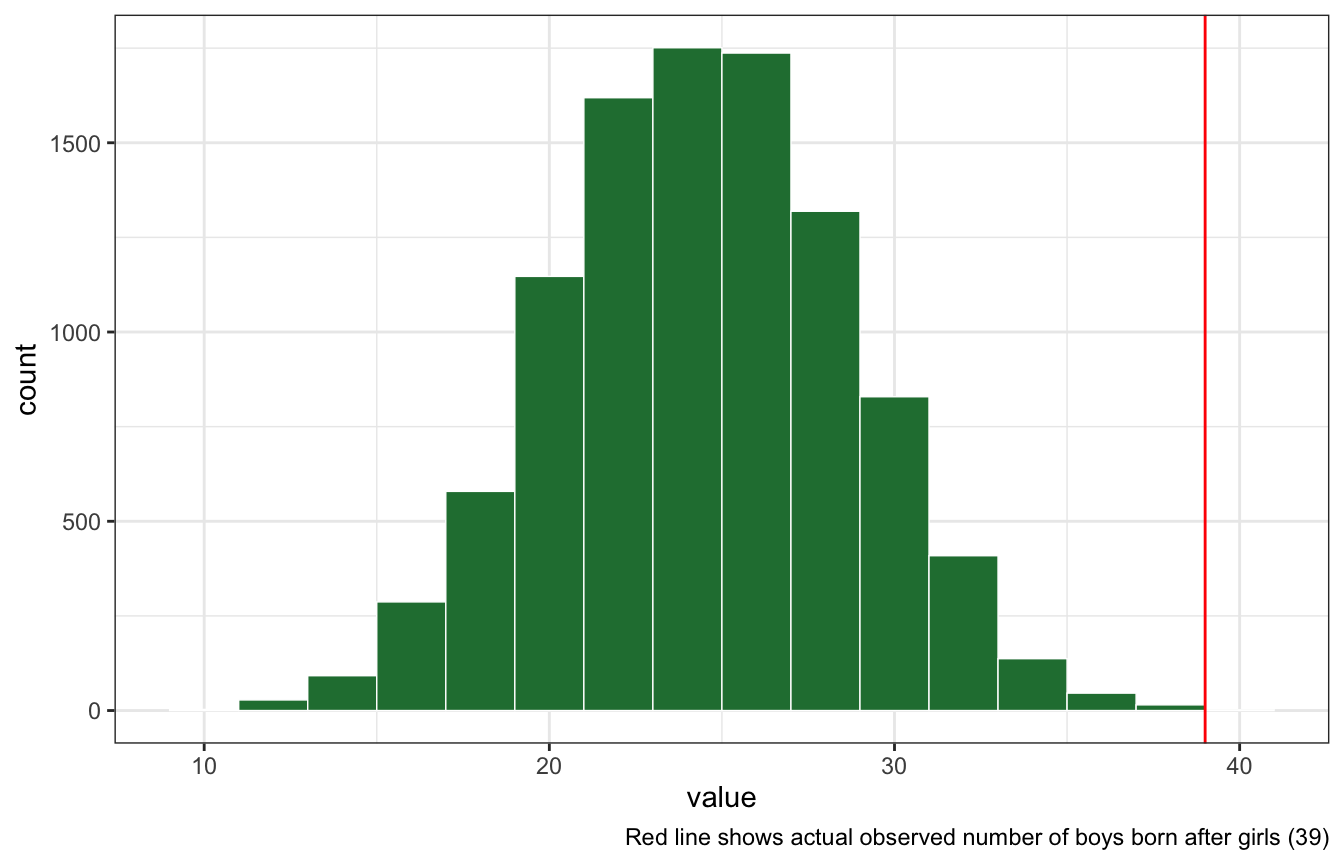 1500
1000
500
0
count
10 20 30 40
value
Red line shows actual observed number of boys born after girls (39)